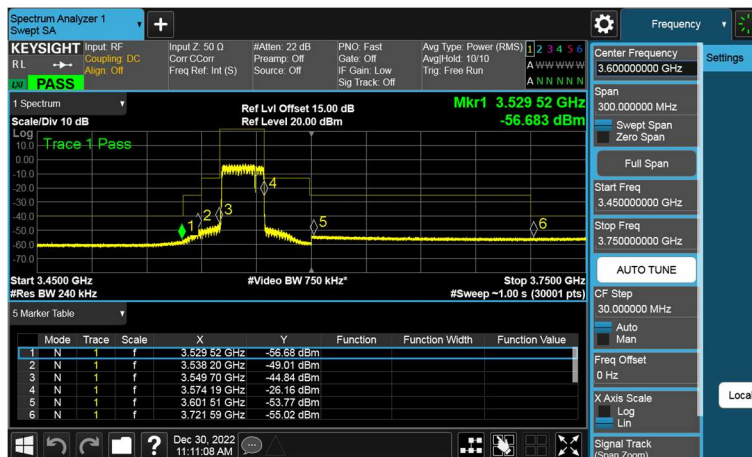 Spectrum Analyzer 1
Swept SA
+
Frequency
KEYSIGHT
RL
LXI PASS
Input: RF
Coupling: DC
Align: Off
Input Z: 50 Ω
Corr CCorr
Freq Ref: Int (S)
#Atten: 22 dB
Preamp: Off
Source: Off
PNO: Fast
Gate: Off
IF Gain: Low
Sig Track: Off
Avg Type: Power (RMS)
Avg|Hold: 10/10
Trig: Free Run
1 2 3 4 5 6
A W W W W W
A N N N N N
1 Spectrum
Scale/Div 10 dB
Ref Lvl Offset 15.00 dB
Ref Level 20.00 dBm
Mkr1 3.529 52 GHz
-56.683 dBm
Log
Trace 1 Pass
10.0
0.00
-10.0
-20.0
-30.0
-40.0
-50.0
-60.0
-70.0
1
2
3
4
5
6
Start 3.4500 GHz
#Res BW 240 kHz
#Video BW 750 kHz*
Stop 3.7500 GHz
#Sweep ~1.00 s (30001 pts)
5 Marker Table
Mode Trace Scale X Y Function Function Width Function Value
1 N 1 f 3.529 52 GHz -56.68 dBm
2 N 1 f 3.538 20 GHz -49.01 dBm
3 N 1 f 3.549 70 GHz -44.84 dBm
4 N 1 f 3.574 19 GHz -26.16 dBm
5 N 1 f 3.601 51 GHz -53.77 dBm
6 N 1 f 3.721 59 GHz -55.02 dBm
?
Dec 30, 2022
11:11:08 AM
Center Frequency
3.600000000 GHz
Settings
Span
300.000000 MHz
Swept Span
Zero Span
Full Span
Start Freq
3.450000000 GHz
Stop Freq
3.750000000 GHz
AUTO TUNE
CF Step
30.000000 MHz
Auto
Man
Freq Offset
0 Hz
X Axis Scale
Log
Lin
Local
Signal Track
(Span Zoom)